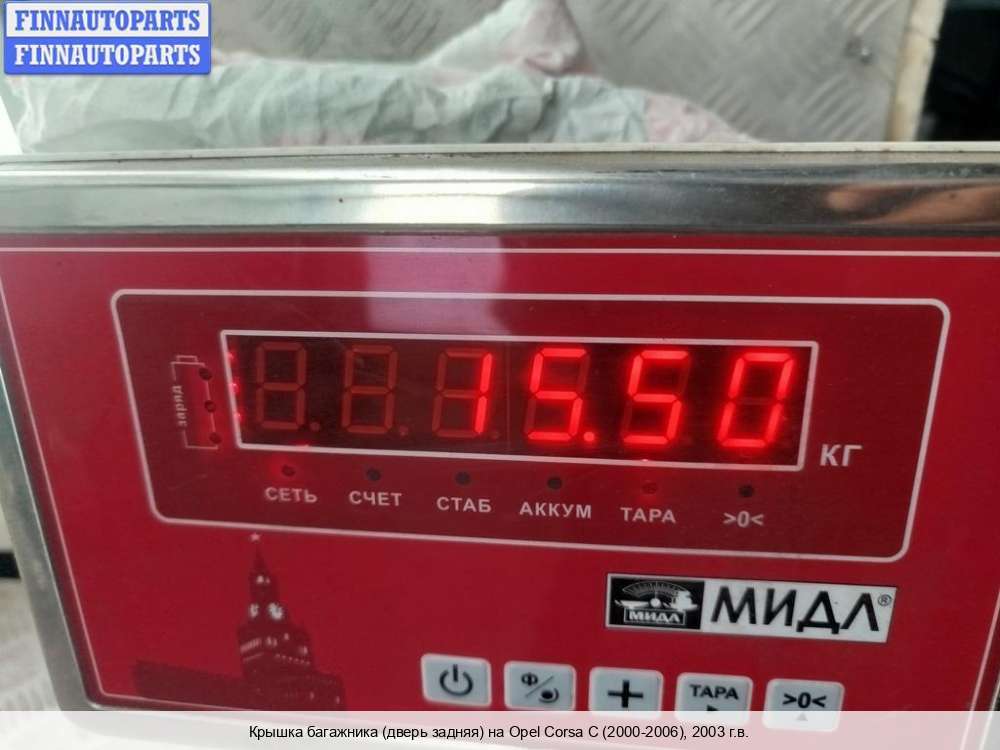 FINNAUTOPARTS
FINNAUTOPARTS
заряд
15.50
КГ
СЕТЬ СЧЕТ СТАБ АККУМ ТАРА >0<
МИДЛ МИДЛ®
Ф ТАРА >0<
Крышка багажника (дверь задняя) на Opel Corsa C (2000-2006), 2003 г.в.